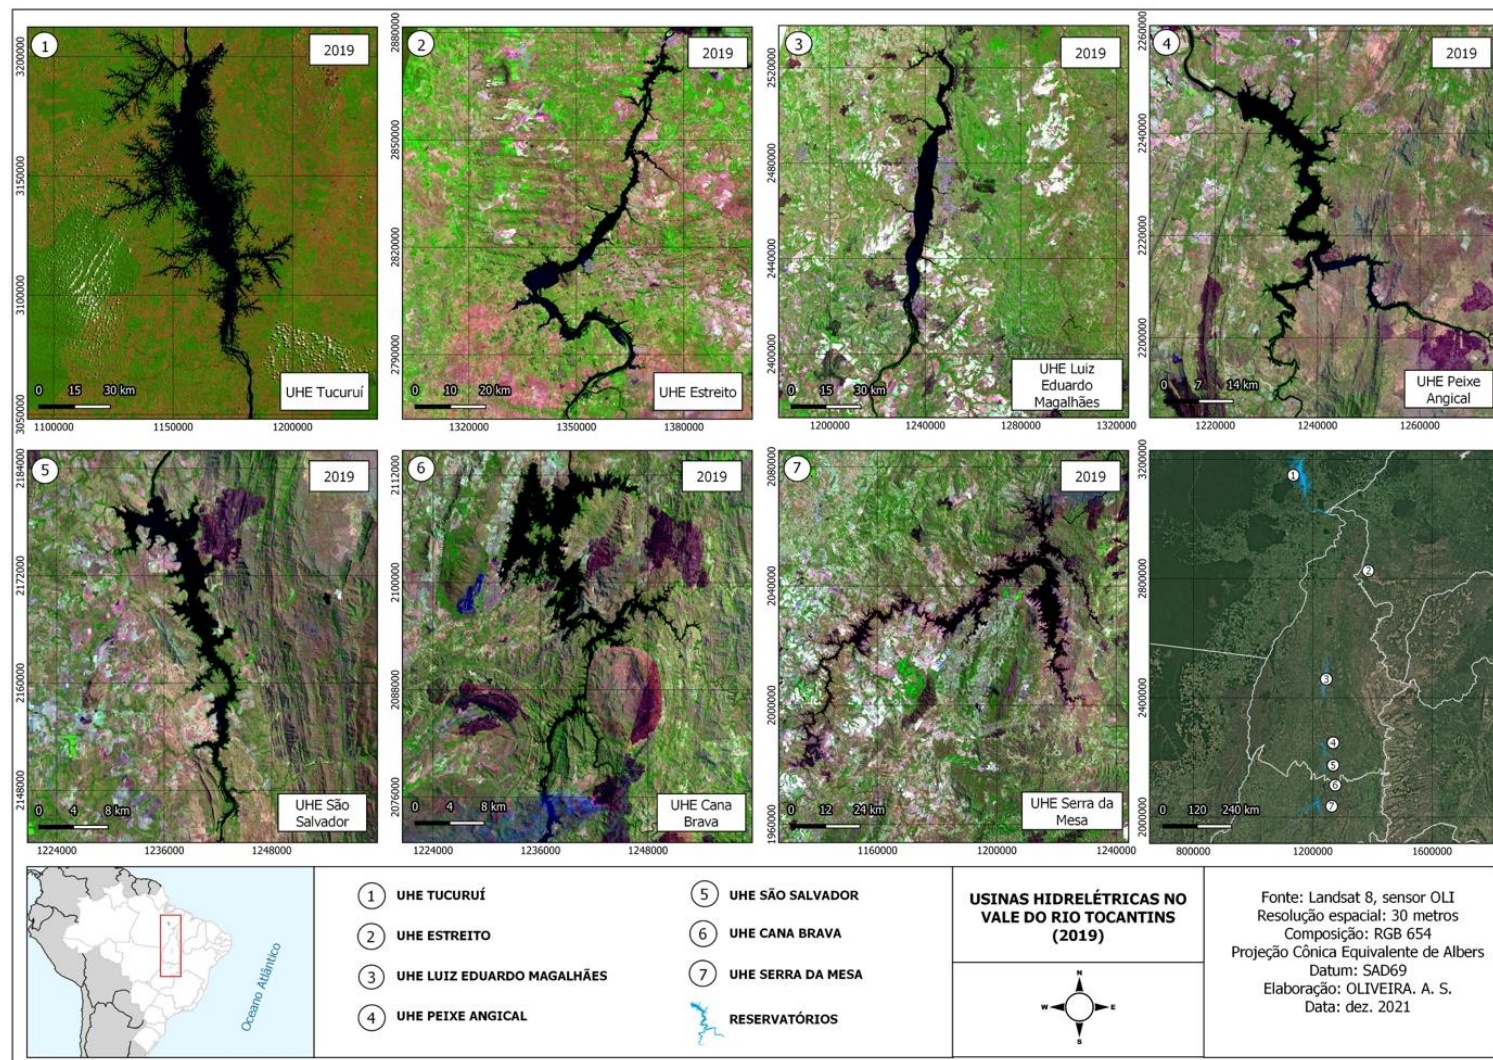 1
2019
3200000
3150000
3100000
3050000
0 15 30 km
UHE Tucuruí
1100000 1150000 1200000
2
2019
2880000
2850000
2820000
2790000
0 10 20 km
UHE Estreito
1320000 1350000 1380000
3
2019
2520000
2480000
2440000
2400000
0 15 30 km
UHE Luiz
Eduardo
Magalhães
1200000 1240000 1280000 1320000
4
2019
2260000
2240000
2220000
2200000
0 7 14 km
UHE Peixe
Angical
1220000 1240000 1260000
5
2019
2184000
2172000
2160000
2148000
0 4 8 km
UHE São
Salvador
1224000 1236000 1248000
6
2019
2112000
2100000
2088000
2076000
0 4 8 km
UHE Cana
Brava
1224000 1236000 1248000
7
2019
2080000
2040000
2000000
1960000
0 12 24 km
UHE Serra da
Mesa
1160000 1200000 1240000
3200000
2800000
2400000
2000000
1
2
3
4
5
6
7
0 120 240 km
800000 1200000 1600000
Oceano Atlântico
1 UHE TUCURUÍ
2 UHE ESTREITO
3 UHE LUIZ EDUARDO MAGALHÃES
4 UHE PEIXE ANGICAL
5 UHE SÃO SALVADOR
6 UHE CANA BRAVA
7 UHE SERRA DA MESA
RESERVATÓRIOS
USINAS HIDRELÉTRICAS NO
VALE DO RIO TOCANTINS
(2019)
N
W E
S
Fonte: Landsat 8, sensor OLI
Resolução espacial: 30 metros
Composição: RGB 654
Projeção Cônica Equivalente de Albers
Datum: SAD69
Elaboração: OLIVEIRA. A. S.
Data: dez. 2021